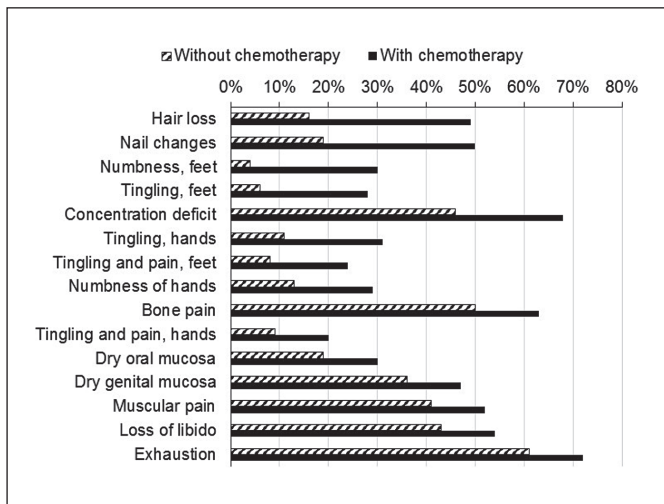 Without chemotherapy With chemotherapy
0% 10% 20% 30% 40% 50% 60% 70% 80%
Hair loss
Nail changes
Numbness, feet
Tingling, feet
Concentration deficit
Tingling, hands
Tingling and pain, feet
Numbness of hands
Bone pain
Tingling and pain, hands
Dry oral mucosa
Dry genital mucosa
Muscular pain
Loss of libido
Exhaustion